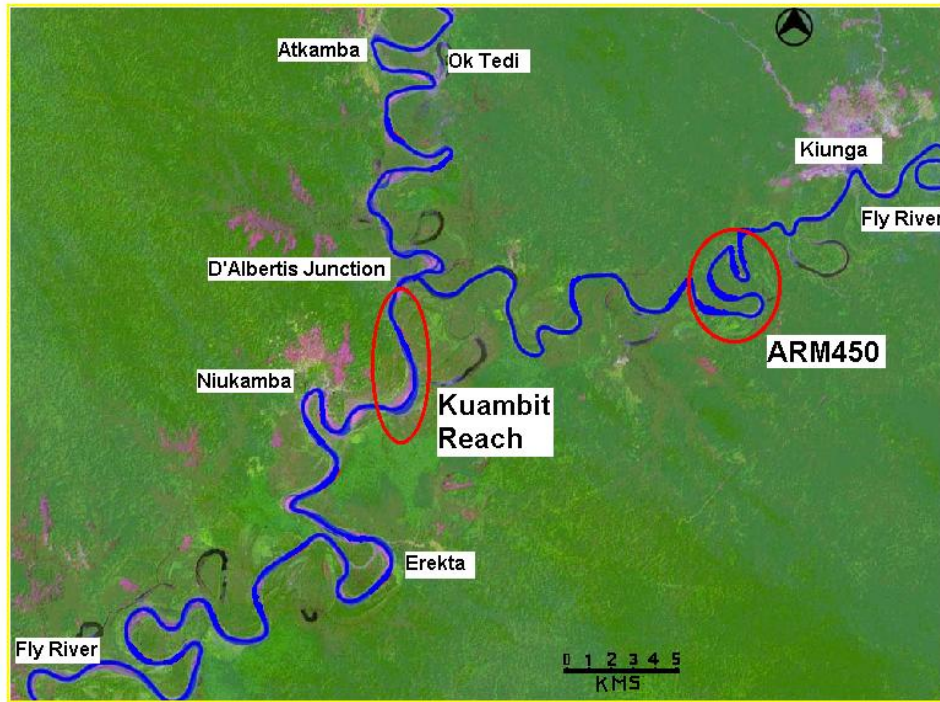 Atkamba
Ok Tedi
Kiunga
Fly River
D'Albertis Junction
ARM450
Niukamba
Kuambit
Reach
Erekta
Fly River
0 1 2 3 4 5
KMS